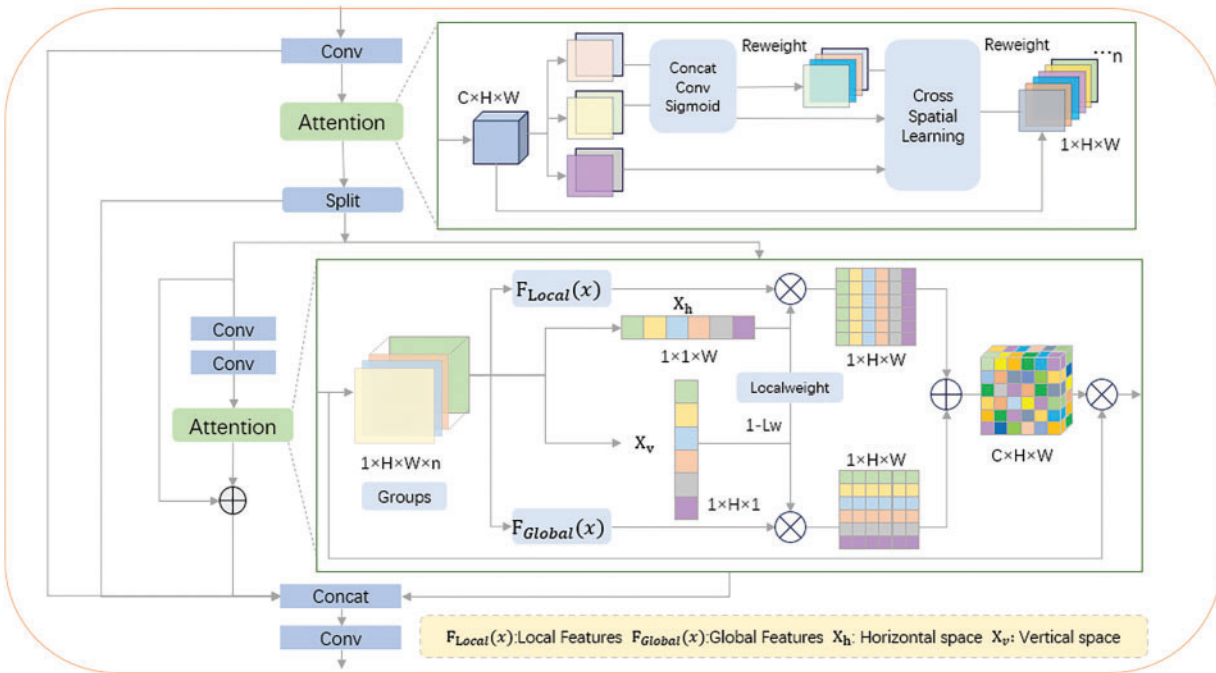 Conv
Attention
Split
C×H×W
Concat
Conv
Sigmoid
Reweight
Cross
Spatial
Learning
Reweight
···n
1×H×W
Conv
Conv
Attention
1×H×W×n
Groups
F_Local(x)
X_h
1×1×W
X_v
1×H×1
F_Global(x)
Localweight
1-Lw
1×H×W
1×H×W
C×H×W
Concat
Conv
F_Local(x):Local Features F_Global(x):Global Features X_h: Horizontal space X_v: Vertical space